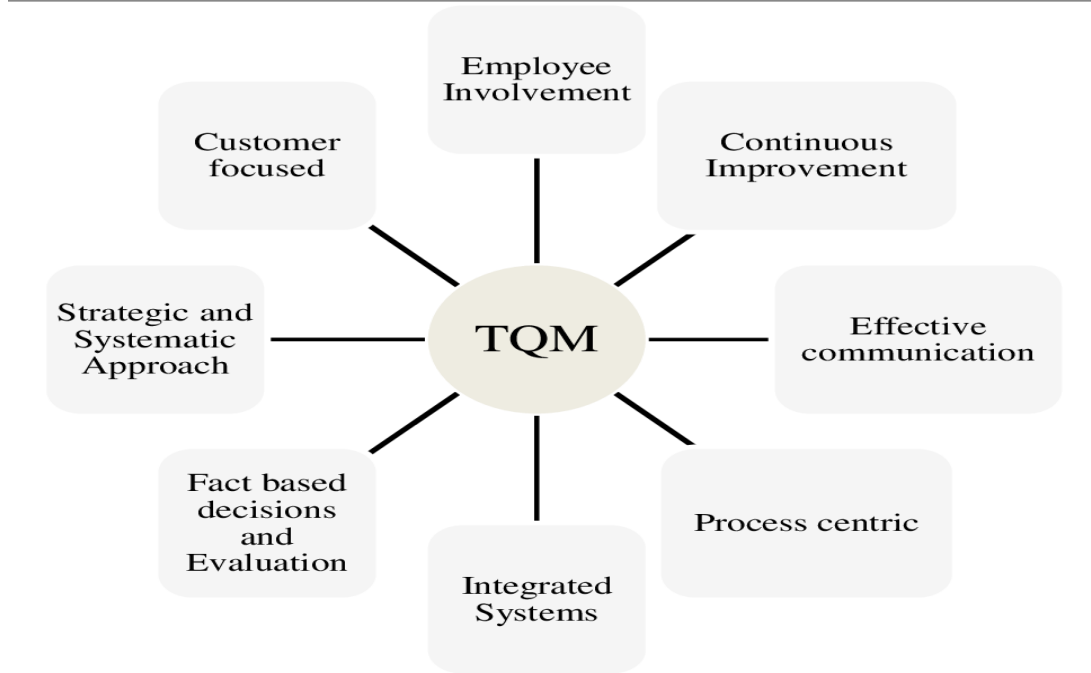 Employee
Involvement
Customer
focused
Continuous
Improvement
Strategic and
Systematic
Approach
TQM
Effective
communication
Fact based
decisions
and
Evaluation
Process centric
Integrated
Systems